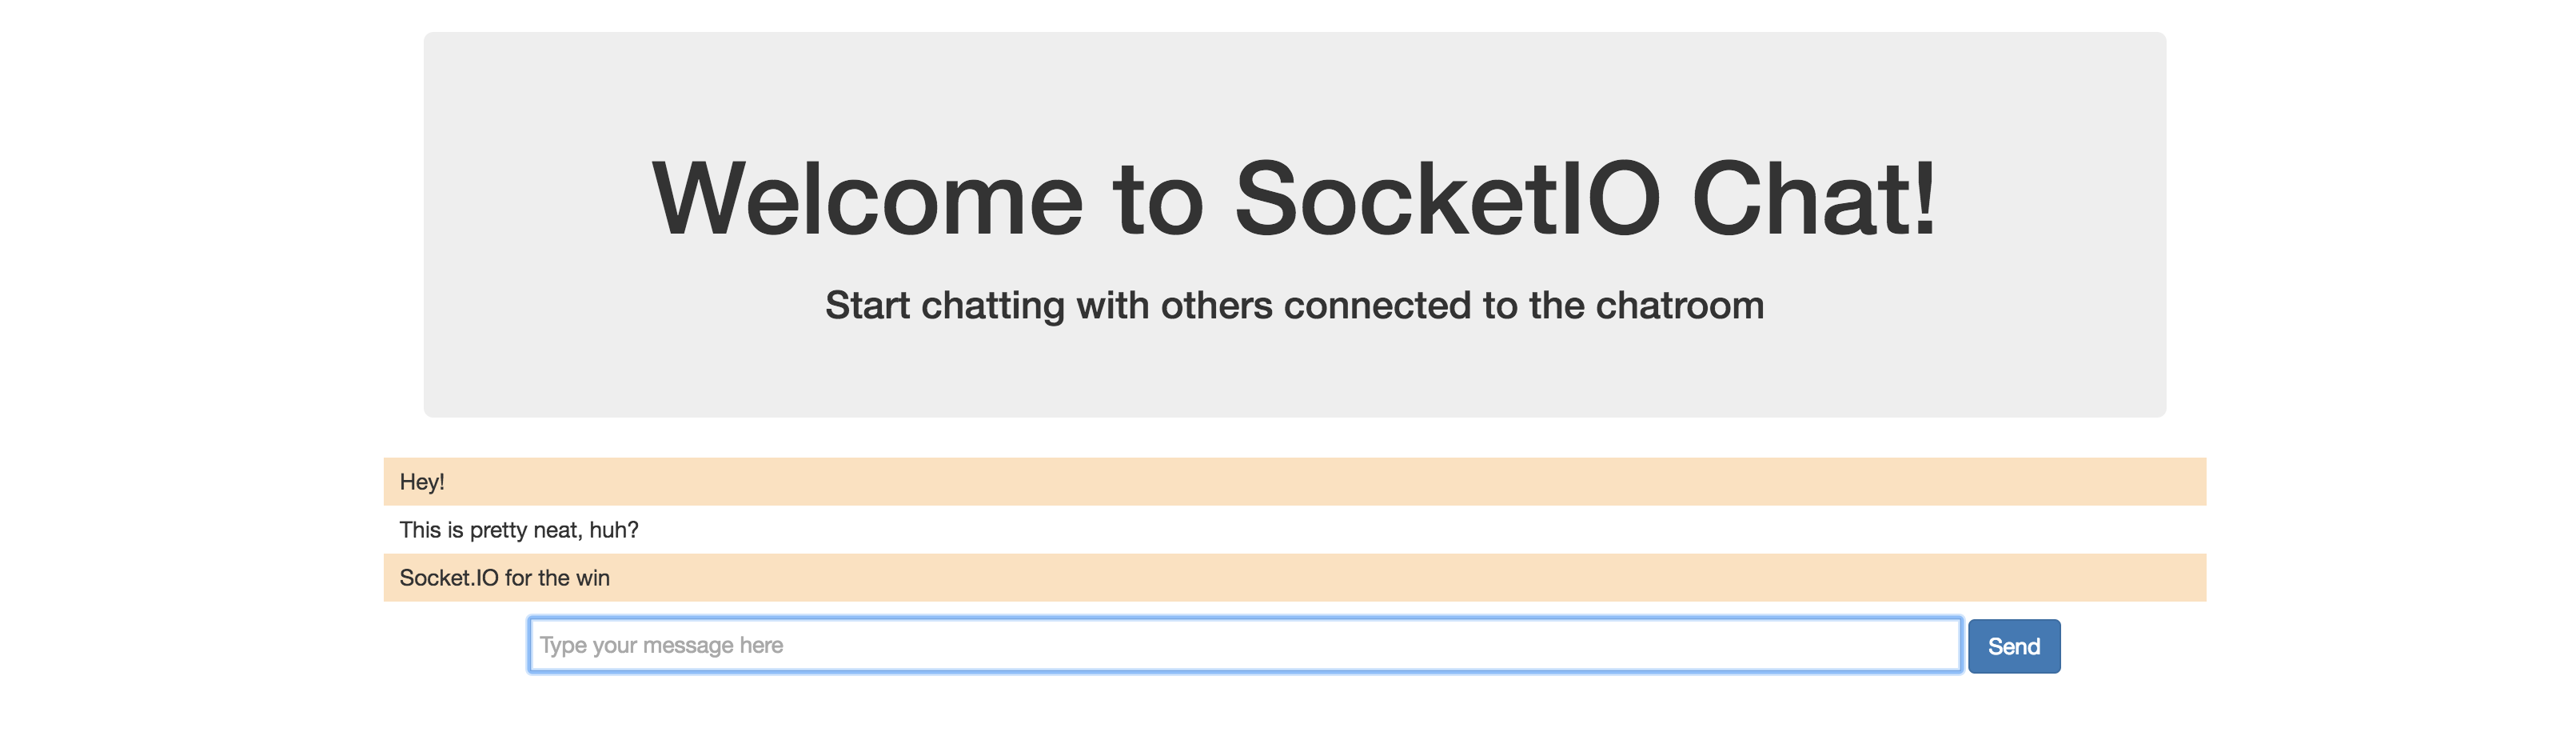 Welcome to SocketIO Chat!
Start chatting with others connected to the chatroom
Hey!
This is pretty neat, huh?
Socket.IO for the win
Type your message here
Send